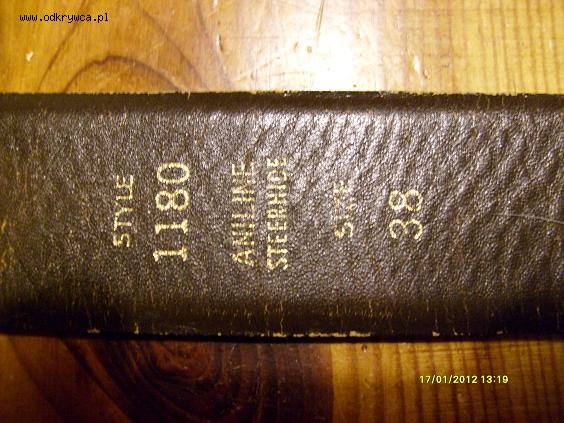 www.odkrywca.pl
STYLE
1180
ANILINE
STEERHIDE
SIZE
38
17/01/2012 13:19